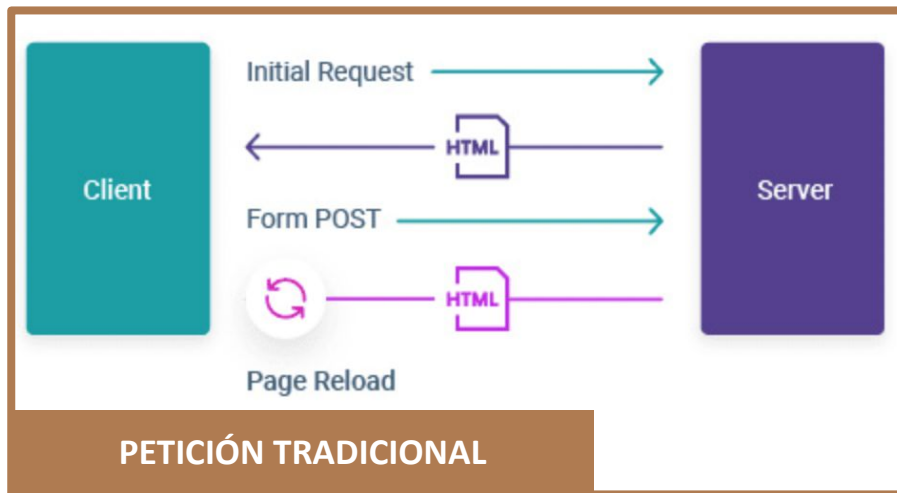 Initial Request
HTML
Client
Server
Form POST
HTML
Page Reload
PETICIÓN TRADICIONAL